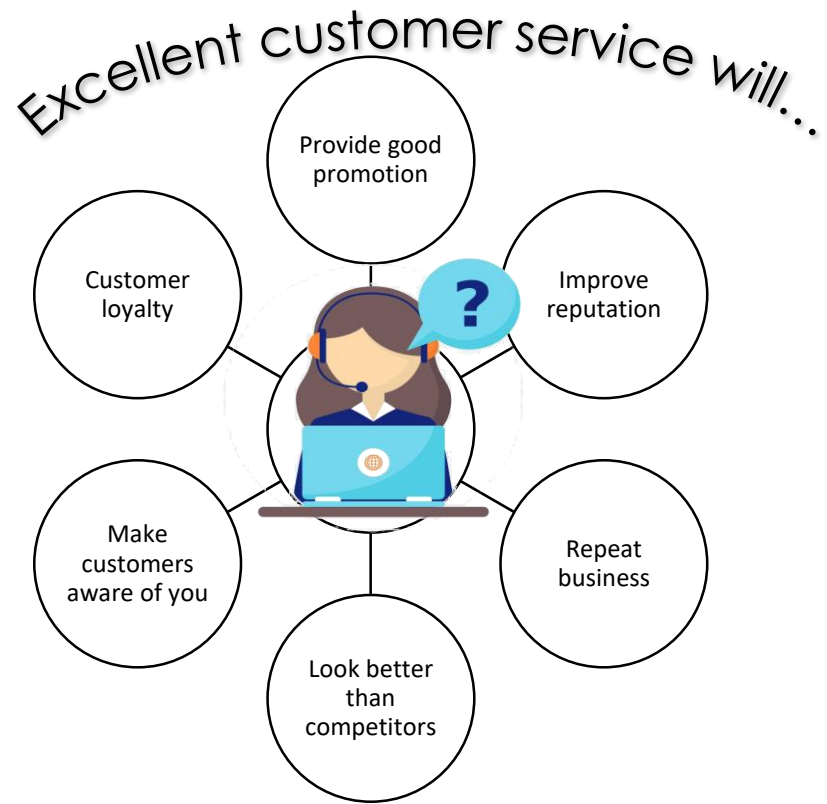 Excellent customer service will...
Provide good
promotion
Improve
reputation
Repeat
business
Look better
than
competitors
Make
customers
aware of you
Customer
loyalty
?